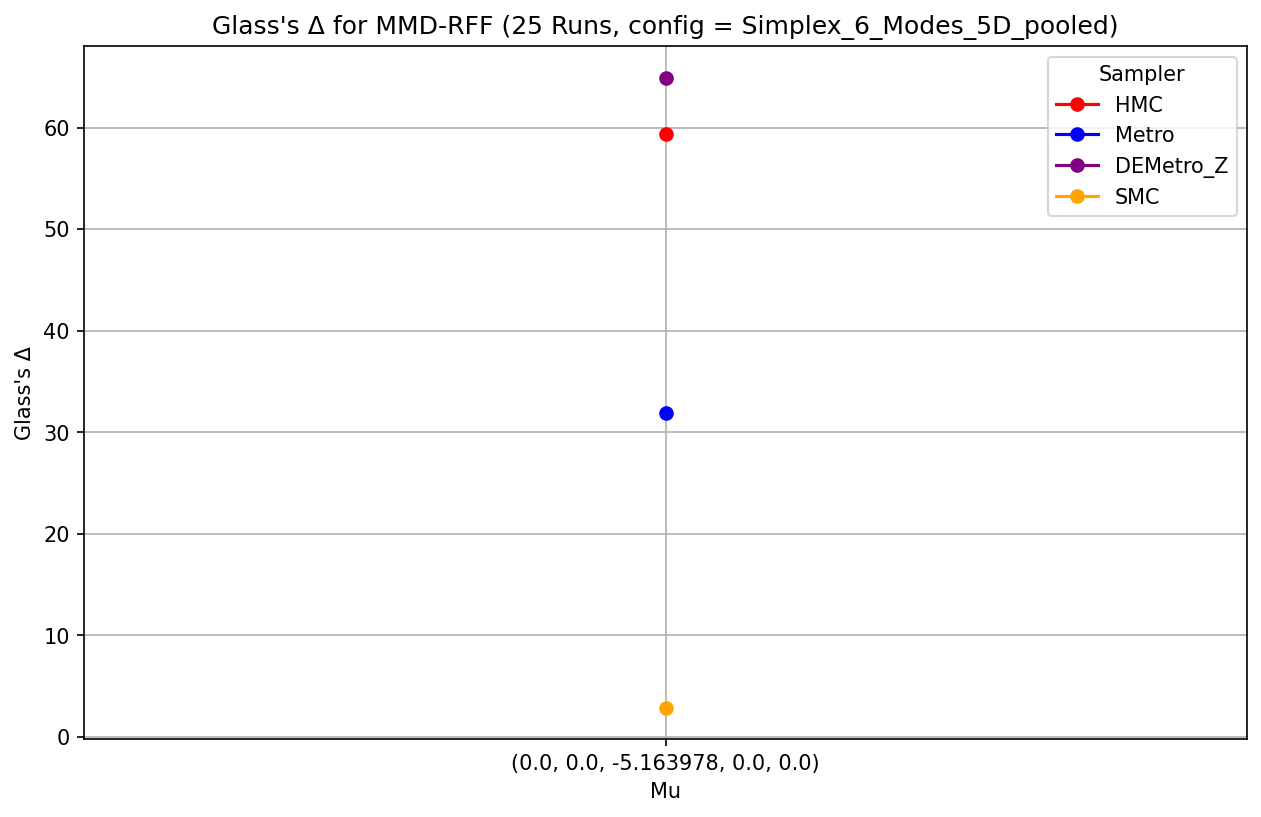 Glass's Δ for MMD-RFF (25 Runs, config = Simplex_6_Modes_5D_pooled)
Sampler
HMC
Metro
DEMetro_Z
SMC
Glass's Δ
60
50
40
30
20
10
0
(0.0, 0.0, -5.163978, 0.0, 0.0)
Mu